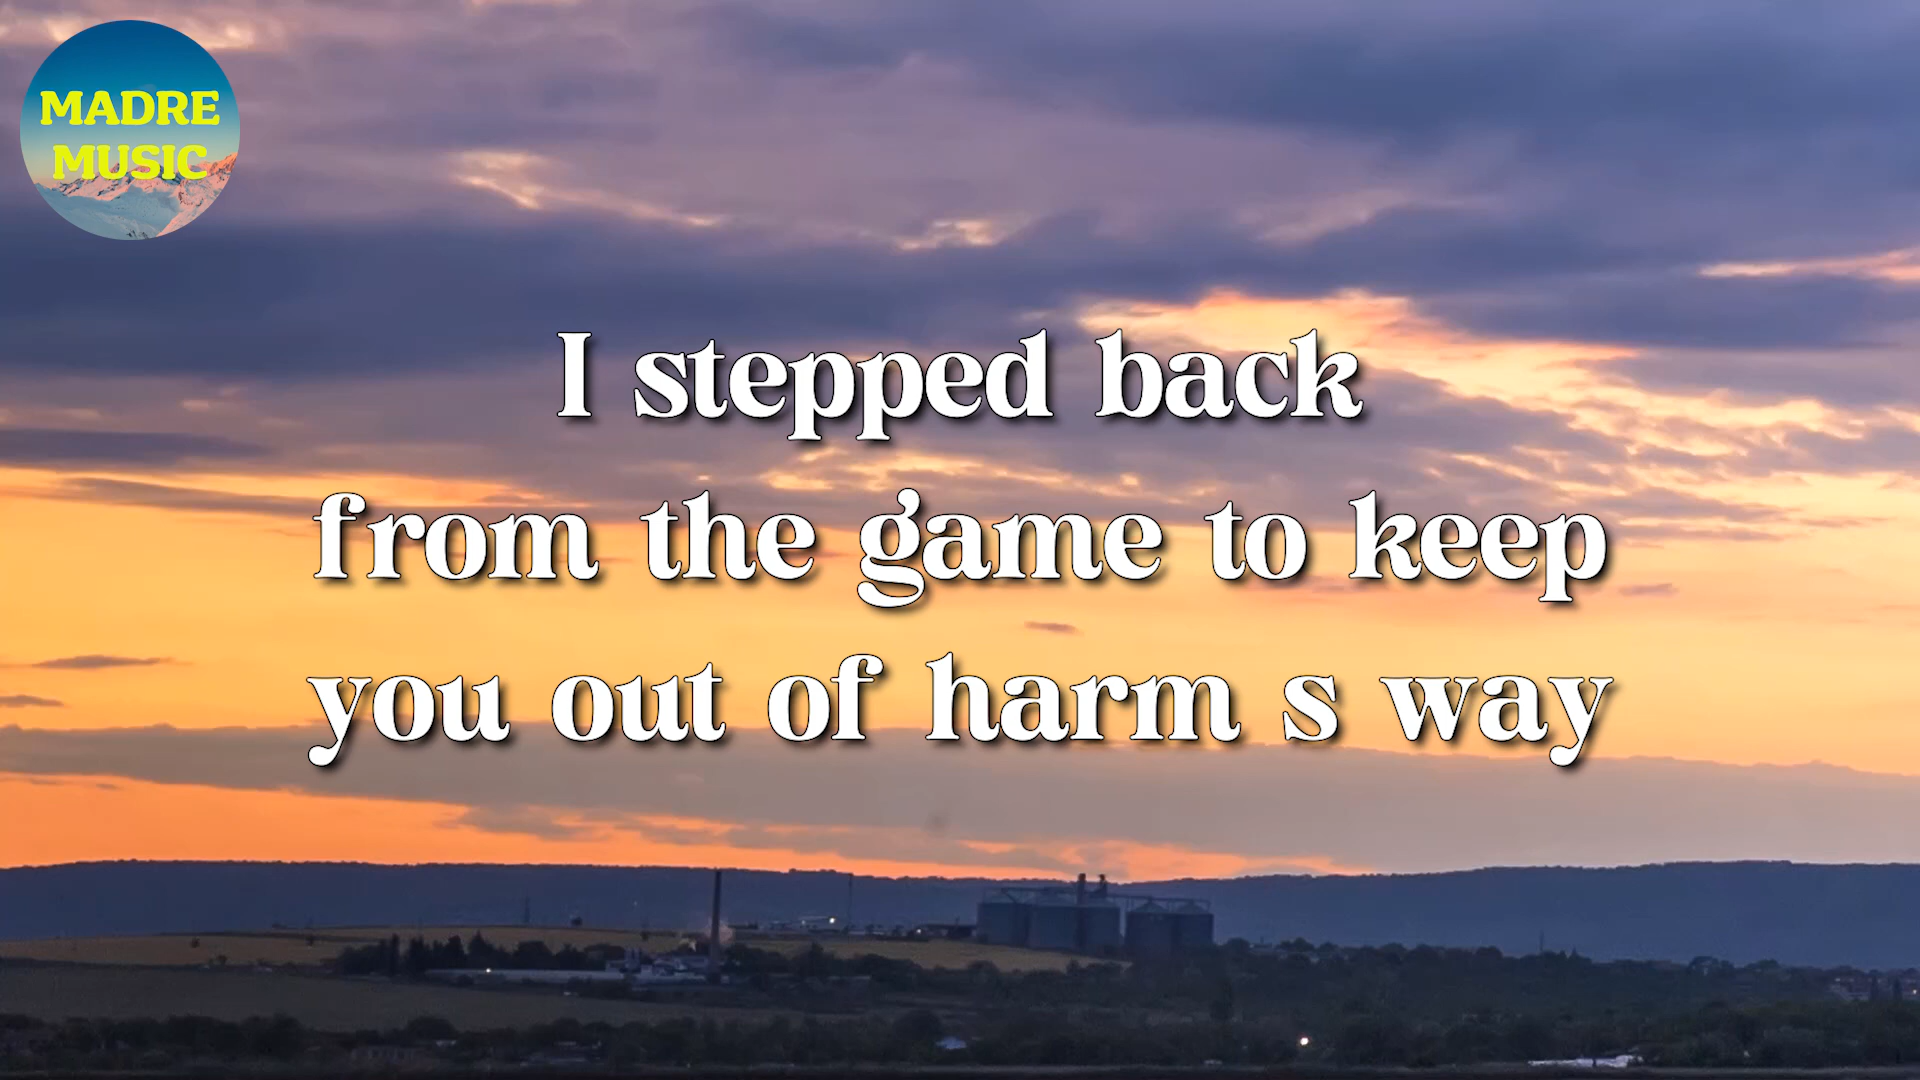 MADRE
MUSIC
I stepped back
from the game to keep
you out of harm s way